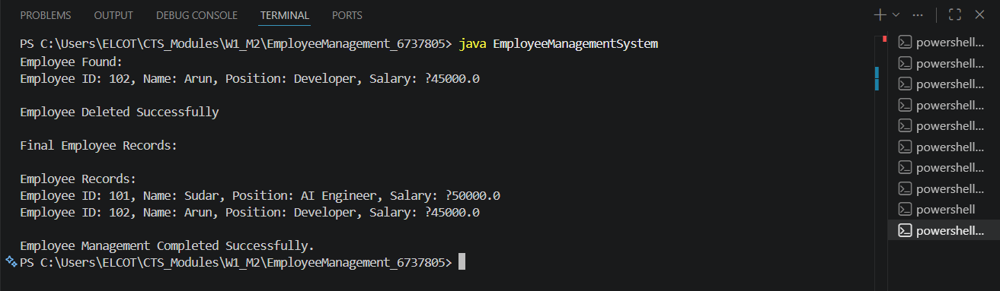 PROBLEMS OUTPUT DEBUG CONSOLE TERMINAL PORTS
PS C:\Users\ELCOT\CTS_Modules\W1_M2\EmployeeManagement_6737805> java EmployeeManagementSystem
Employee Found:
Employee ID: 102, Name: Arun, Position: Developer, Salary: ?45000.0
Employee Deleted Successfully
Final Employee Records:
Employee Records:
Employee ID: 101, Name: Sudar, Position: AI Engineer, Salary: ?50000.0
Employee ID: 102, Name: Arun, Position: Developer, Salary: ?45000.0
Employee Management Completed Successfully.
PS C:\Users\ELCOT\CTS_Modules\W1_M2\EmployeeManagement_6737805>
powershell...
powershell...
powershell...
powershell...
powershell...
powershell...
powershell...
powershell...
powershell
powershell...